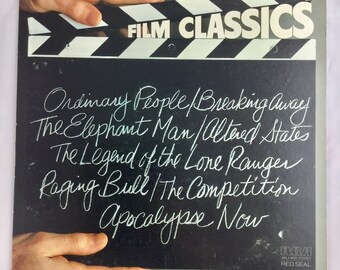 FILM CLASSICS
Ordinary People/Breaking Away
The Elephant Man/Altered States
The Legend of the Lone Ranger
Raging Bull/The Competition
Apocalypse Now
RCA
RED SEAL